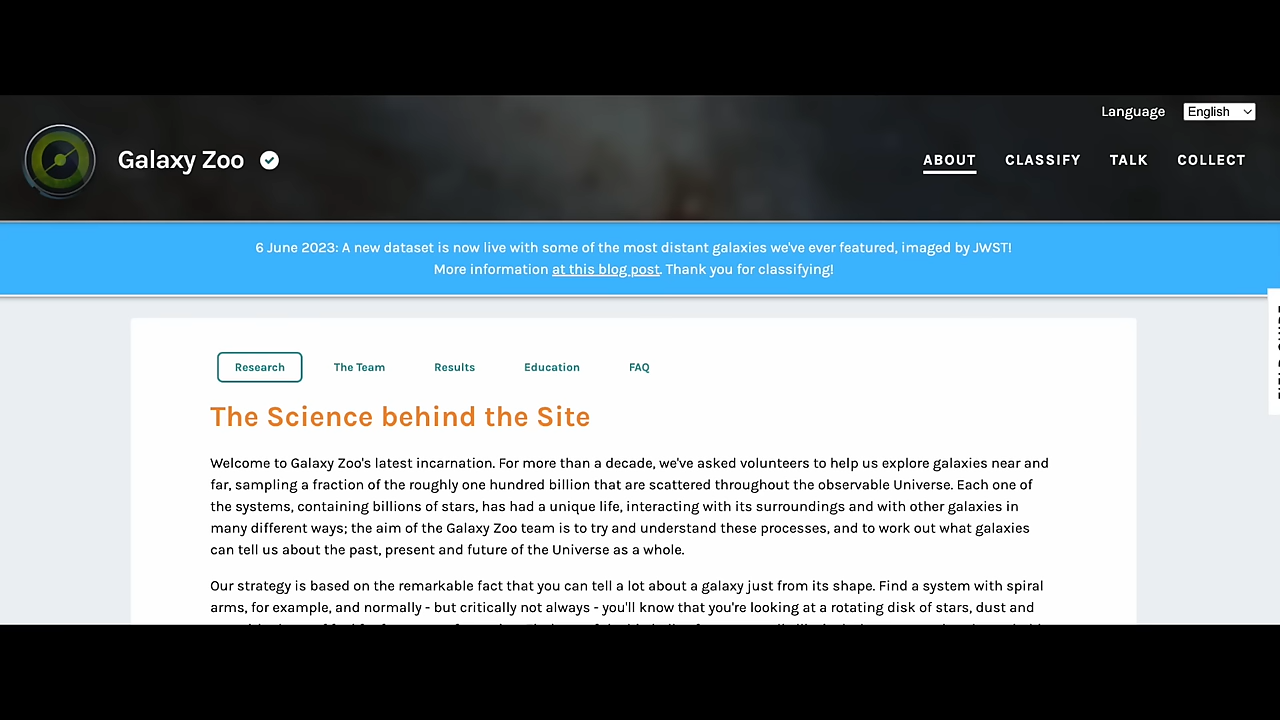 Language English
Galaxy Zoo
ABOUT CLASSIFY TALK COLLECT
6 June 2023: A new dataset is now live with some of the most distant galaxies we've ever featured, imaged by JWST!
More information at this blog post. Thank you for classifying!
Research The Team Results Education FAQ
The Science behind the Site
Welcome to Galaxy Zoo's latest incarnation. For more than a decade, we've asked volunteers to help us explore galaxies near and
far, sampling a fraction of the roughly one hundred billion that are scattered throughout the observable Universe. Each one of
the systems, containing billions of stars, has had a unique life, interacting with its surroundings and with other galaxies in
many different ways; the aim of the Galaxy Zoo team is to try and understand these processes, and to work out what galaxies
can tell us about the past, present and future of the Universe as a whole.
Our strategy is based on the remarkable fact that you can tell a lot about a galaxy just from its shape. Find a system with spiral
arms, for example, and normally - but critically not always - you'll know that you're looking at a rotating disk of stars, dust and